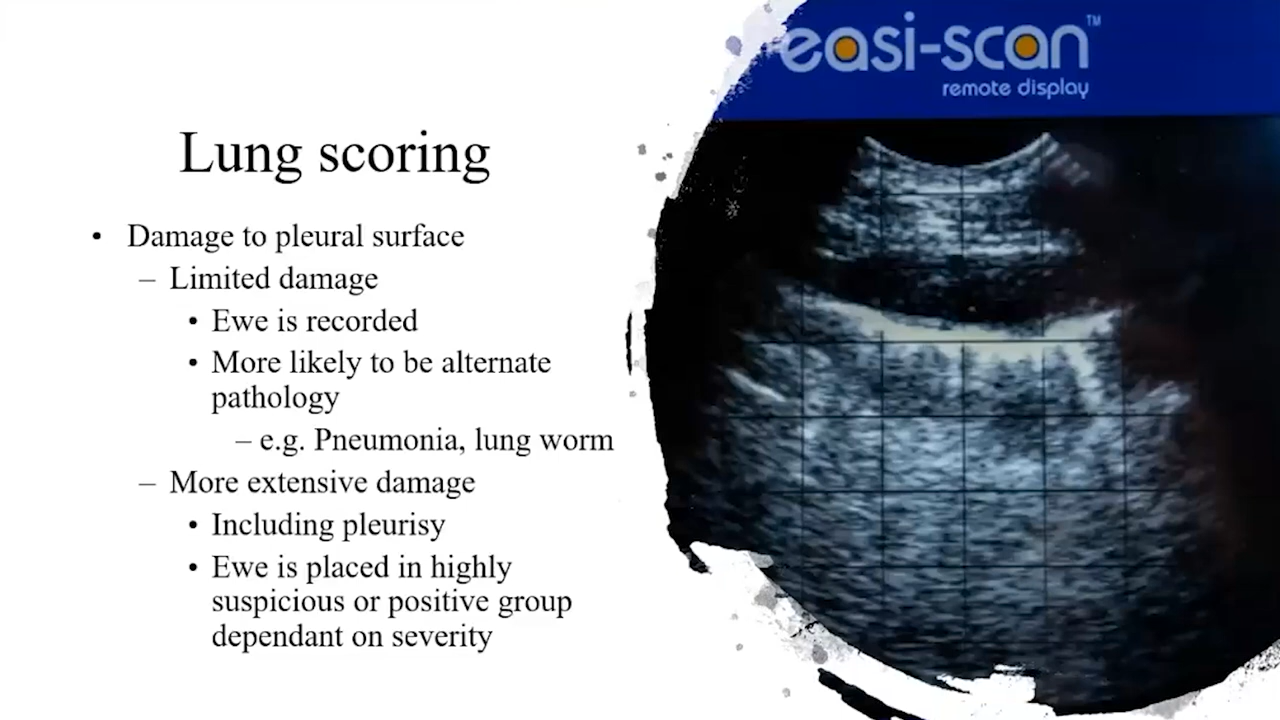 easi-scan™
remote display
Lung scoring
• Damage to pleural surface
– Limited damage
• Ewe is recorded
• More likely to be alternate
pathology
– e.g. Pneumonia, lung worm
– More extensive damage
• Including pleurisy
• Ewe is placed in highly
suspicious or positive group
dependant on severity